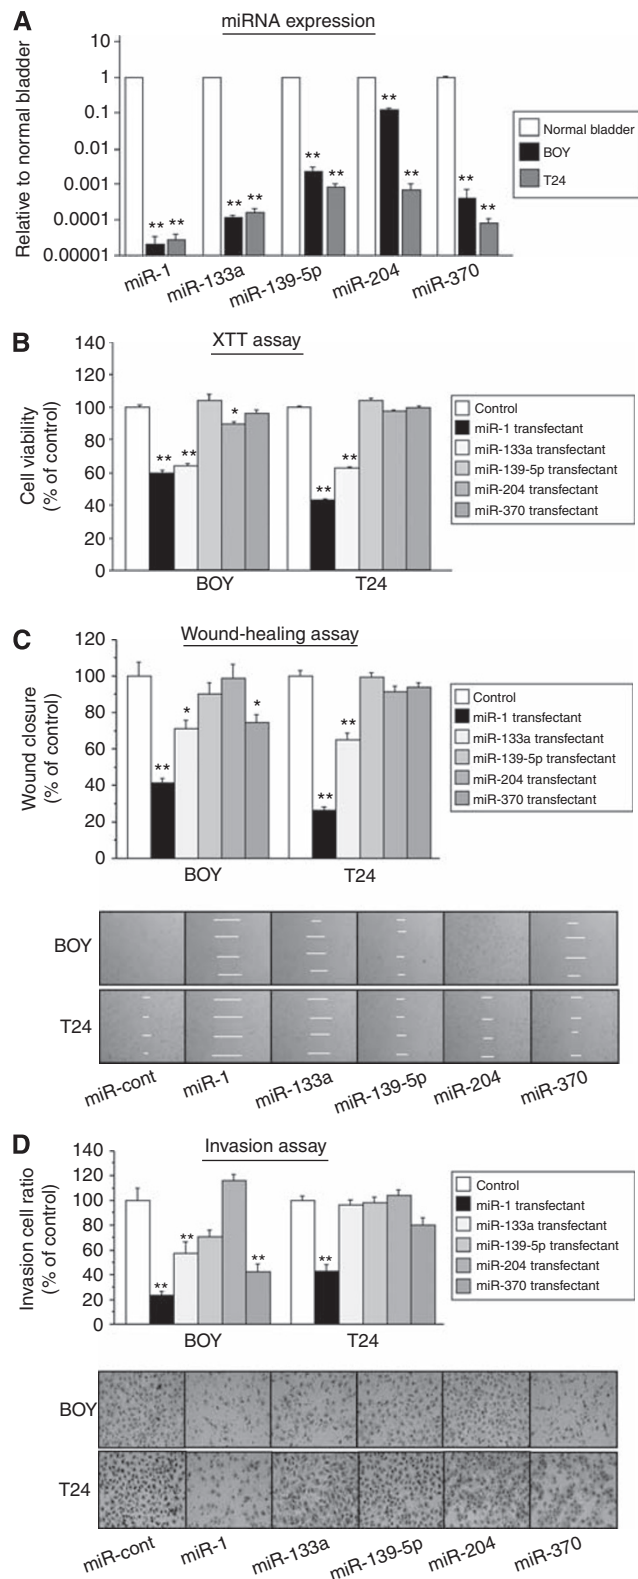 A
miRNA expression
Relative to normal bladder
10
1
0.1
0.01
0.001
0.0001
0.00001
** **
** **
** **
** **
** **
miR-1
miR-133a
miR-139-5p
miR-204
miR-370
Normal bladder
BOY
T24
B
XTT assay
Cell viability
(% of control)
140
120
100
80
60
40
20
0
** ** *
** **
BOY
T24
Control
miR-1 transfectant
miR-133a transfectant
miR-139-5p transfectant
miR-204 transfectant
miR-370 transfectant
C
Wound-healing assay
Wound closure
(% of control)
120
100
80
60
40
20
0
** * *
** **
BOY
T24
Control
miR-1 transfectant
miR-133a transfectant
miR-139-5p transfectant
miR-204 transfectant
miR-370 transfectant
BOY
T24
miR-cont
miR-1
miR-133a
miR-139-5p
miR-204
miR-370
D
Invasion assay
Invasion cell ratio
(% of control)
140
120
100
80
60
40
20
0
** ** **
**
BOY
T24
Control
miR-1 transfectant
miR-133a transfectant
miR-139-5p transfectant
miR-204 transfectant
miR-370 transfectant
BOY
T24
miR-cont
miR-1
miR-133a
miR-139-5p
miR-204
miR-370